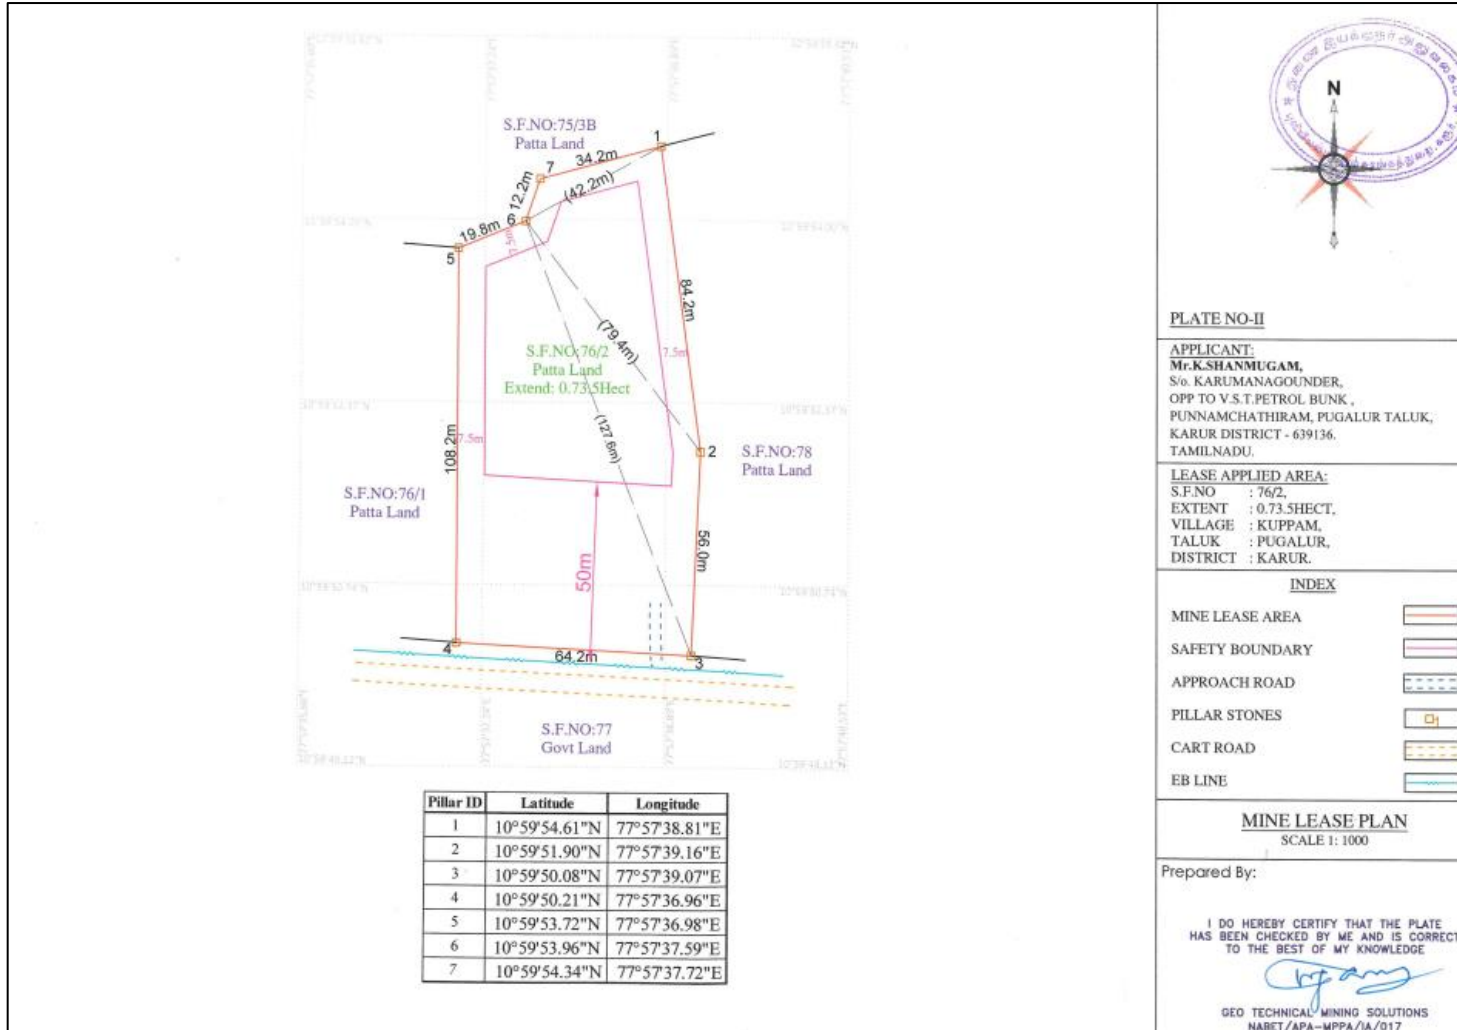 S.F.NO:75/3B
Patta Land
1
7
34.2m
12.2m
(42.2m)
6
19.8m
7.5m
5
84.2m
(79.4m)
7.5m
S.F.NO:76/2
Patta Land
Extend: 0.73.5Hect
(127.6m)
108.2m
7.5m
2
S.F.NO:78
Patta Land
S.F.NO:76/1
Patta Land
56.0m
50m
4
64.2m
3
S.F.NO:77
Govt Land
Pillar ID Latitude Longitude
1 10°59'54.61"N 77°57'38.81"E
2 10°59'51.90"N 77°57'39.16"E
3 10°59'50.08"N 77°57'39.07"E
4 10°59'50.21"N 77°57'36.96"E
5 10°59'53.72"N 77°57'36.98"E
6 10°59'53.96"N 77°57'37.59"E
7 10°59'54.34"N 77°57'37.72"E
N
PLATE NO-II
APPLICANT:
Mr.K.SHANMUGAM,
S/o. KARUMANAGOUNDER,
OPP TO V.S.T.PETROL BUNK ,
PUNNAMCHATHIRAM, PUGALUR TALUK,
KARUR DISTRICT - 639136.
TAMILNADU.
LEASE APPLIED AREA:
S.F.NO : 76/2,
EXTENT : 0.73.5HECT,
VILLAGE : KUPPAM,
TALUK : PUGALUR,
DISTRICT : KARUR.
INDEX
MINE LEASE AREA
SAFETY BOUNDARY
APPROACH ROAD
PILLAR STONES
CART ROAD
EB LINE
MINE LEASE PLAN
SCALE 1: 1000
Prepared By:
I DO HEREBY CERTIFY THAT THE PLATE
HAS BEEN CHECKED BY ME AND IS CORRECT
TO THE BEST OF MY KNOWLEDGE
GEO TECHNICAL MINING SOLUTIONS
NABET/APA-MPPA/IA/017